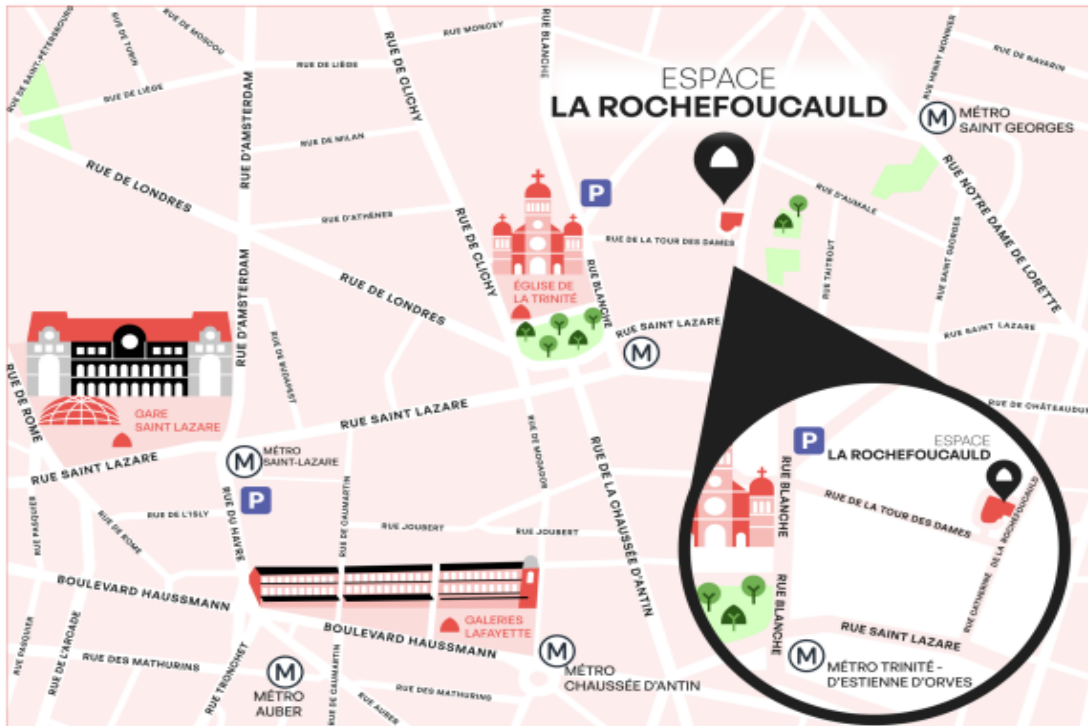 RUE DE SAINT-PÉTERSBOURG
RUE DE TURIN
RUE DE MOSCOU
RUE DE LIÈGE
RUE DE LIÈGE
RUE D'AMSTERDAM
RUE DE CLICHY
RUE MONCEY
RUE BLANCHE
ESPACE
LA ROCHEFOUCAULD
RUE HENRY MONNIER
RUE DE NAVARIN
M
MÉTRO
SAINT GEORGES
RUE DE MILAN
RUE DE LONDRES
RUE D'ATHÈNES
P
RUE D'AUMALE
RUE NOTRE DAME DE LORETTE
RUE DE CLICHY
RUE DE LA TOUR DES DAMES
RUE TAITBOUT
RUE SAINT GEORGES
ÉGLISE DE
LA TRINITÉ
RUE BLANCHE
RUE D'AMSTERDAM
RUE DE LONDRES
RUE SAINT LAZARE
M
RUE SAINT LAZARE
RUE DE BUDAPEST
RUE DE ROME
GARE
SAINT LAZARE
RUE SAINT LAZARE
RUE DE CHÂTEAUDUN
RUE SAINT LAZARE
M
MÉTRO
SAINT-LAZARE
P
RUE DE MOGADOR
RUE DE LA CHAUSSÉE D'ANTIN
RUE PASQUIER
RUE DE ROME
RUE DE L'ISLY
RUE DU HAVRE
RUE DE CAUMARTIN
RUE JOUBERT
RUE JOUBERT
BOULEVARD HAUSSMANN
GALERIES
LAFAYETTE
BOULEVARD HAUSSMANN
RUE PASQUIER
RUE DE L'ARCADE
RUE DES MATHURINS
RUE TRONCHET
M
MÉTRO
AUBER
RUE DE CAUMARTIN
RUE AUBER
RUE DES MATHURINS
M
MÉTRO
CHAUSSÉE D'ANTIN
P
ESPACE
LA ROCHEFOUCAULD
RUE BLANCHE
RUE DE LA TOUR DES DAMES
RUE CATHERINE DE LA ROCHEFOUCAULD
RUE BLANCHE
RUE SAINT LAZARE
M
MÉTRO TRINITÉ -
D'ESTIENNE D'ORVES